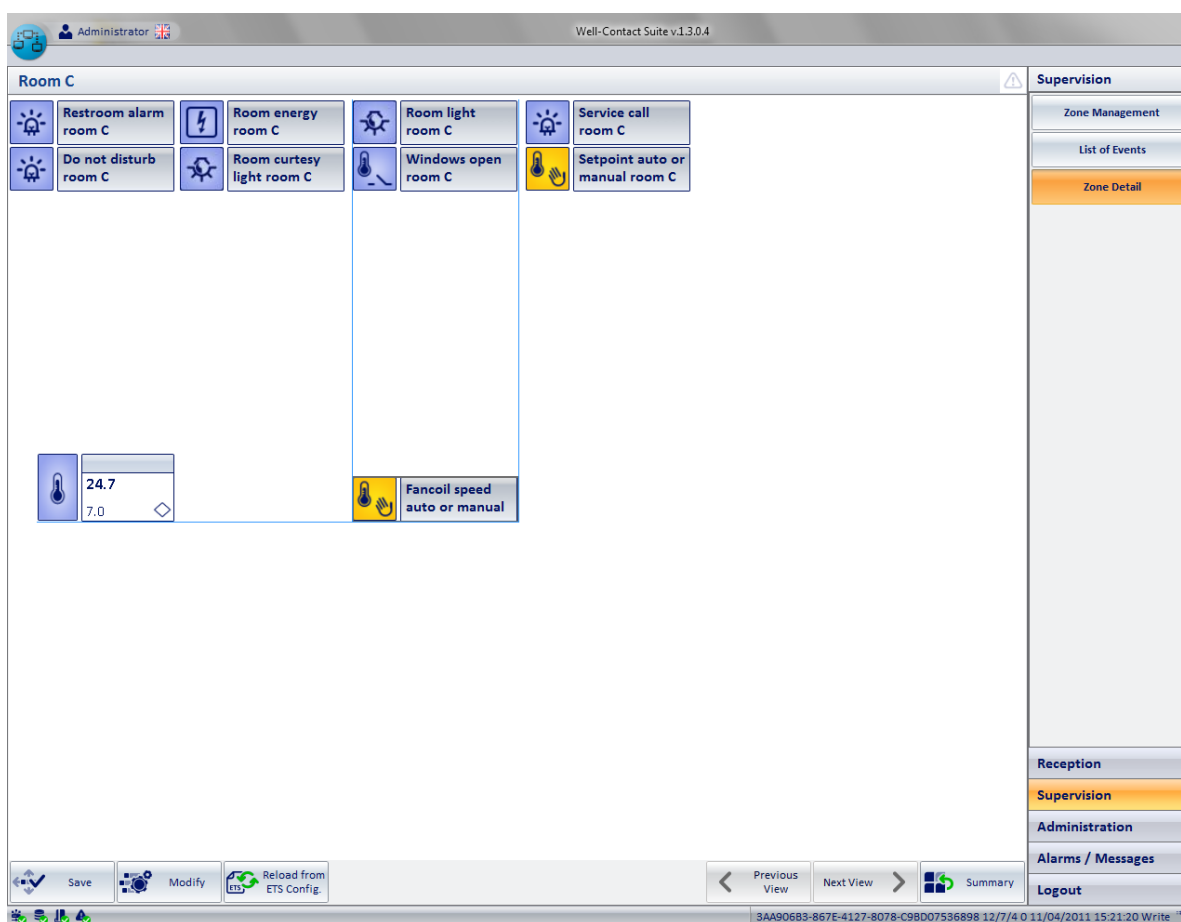 Administrator
Well-Contact Suite v.1.3.0.4
Room C
Supervision
Restroom alarm
room C
Room energy
room C
Room light
room C
Service call
room C
Do not disturb
room C
Room curtesy
light room C
Windows open
room C
Setpoint auto or
manual room C
24.7
7.0
Fancoil speed
auto or manual
Zone Management
List of Events
Zone Detail
Reception
Supervision
Administration
Alarms / Messages
Logout
Save
Modify
ETS
Reload from
ETS Config.
Previous
View
Next View
Summary
3AA906B3-867E-4127-8078-C9BD07536898 12/7/4 0 11/04/2011 15:21:20 Write